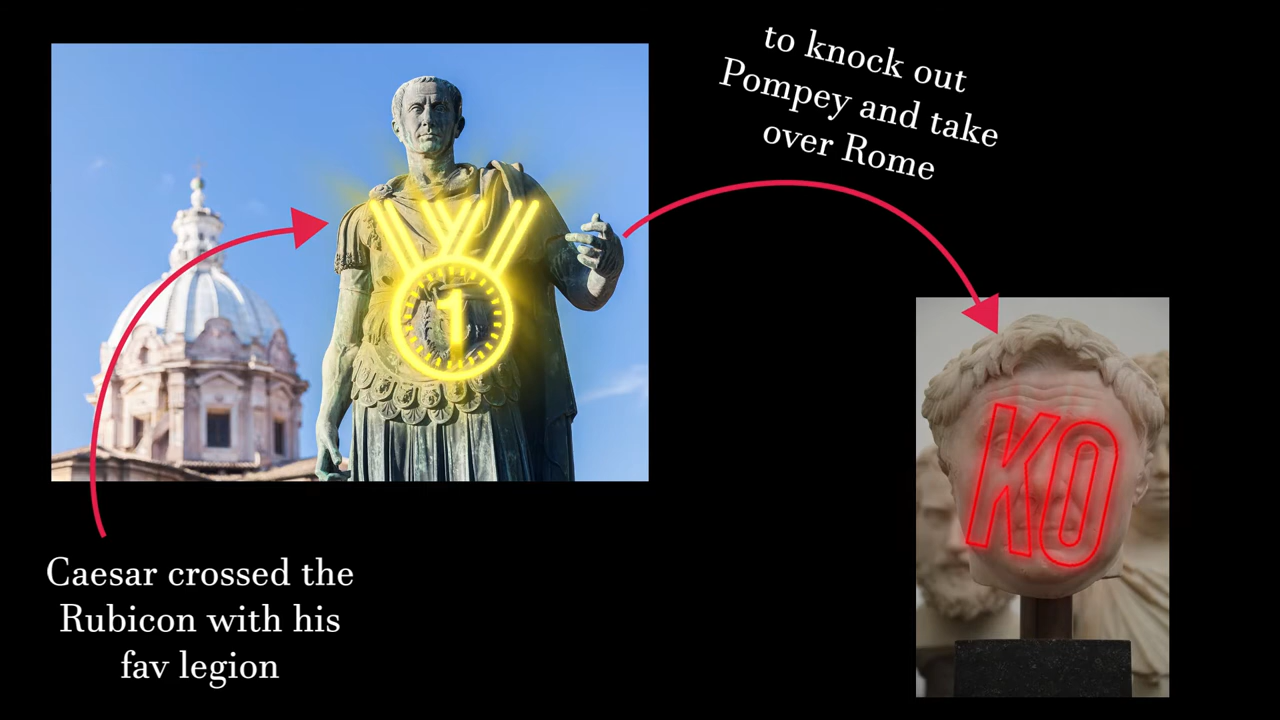 Caesar crossed the
Rubicon with his
fav legion
1
to knock out
Pompey and take
over Rome
KO